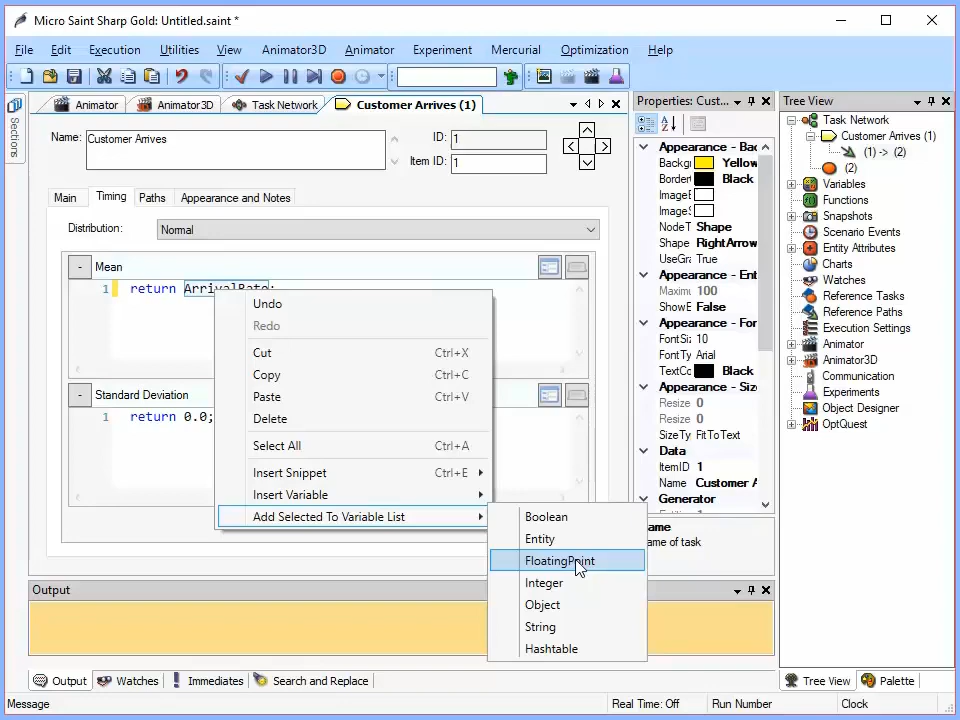 Micro Saint Sharp Gold: Untitled.saint *
File Edit Execution Utilities View Animator3D Animator Experiment Mercurial Optimization Help
Sections
Animator Animator3D Task Network Customer Arrives (1)
Name: Customer Arrives
ID: 1
Item ID: 1
Main Timing Paths Appearance and Notes
Distribution: Normal
- Mean
1 return ArrivalRate;
- Standard Deviation
1 return 0.0;
Undo
Redo
Cut Ctrl+X
Copy Ctrl+C
Paste Ctrl+V
Delete
Select All Ctrl+A
Insert Snippet Ctrl+E
Insert Variable
Add Selected To Variable List
Boolean
Entity
FloatingPoint
Integer
Object
String
Hashtable
Properties: Cust...
Appearance - Bac
Backgr Yellow
Border Black
ImageE
ImageS
NodeT Shape
Shape RightArrow
UseGra True
Appearance - Ent
Maximu 100
ShowE False
Appearance - For
FontSiz 10
FontTy Arial
TextCo Black
Appearance - Size
Resize 0
Resize 0
SizeTy FitToText
Data
ItemID 1
Name Customer A
Generator
ame
me of task
Tree View
Task Network
Customer Arrives (1)
(1) -> (2)
(2)
Variables
Functions
Snapshots
Scenario Events
Entity Attributes
Charts
Watches
Reference Tasks
Reference Paths
Execution Settings
Animator
Animator3D
Communication
Experiments
Object Designer
OptQuest
Output
Output Watches Immediates Search and Replace
Tree View Palette
Message Real Time: Off Run Number Clock